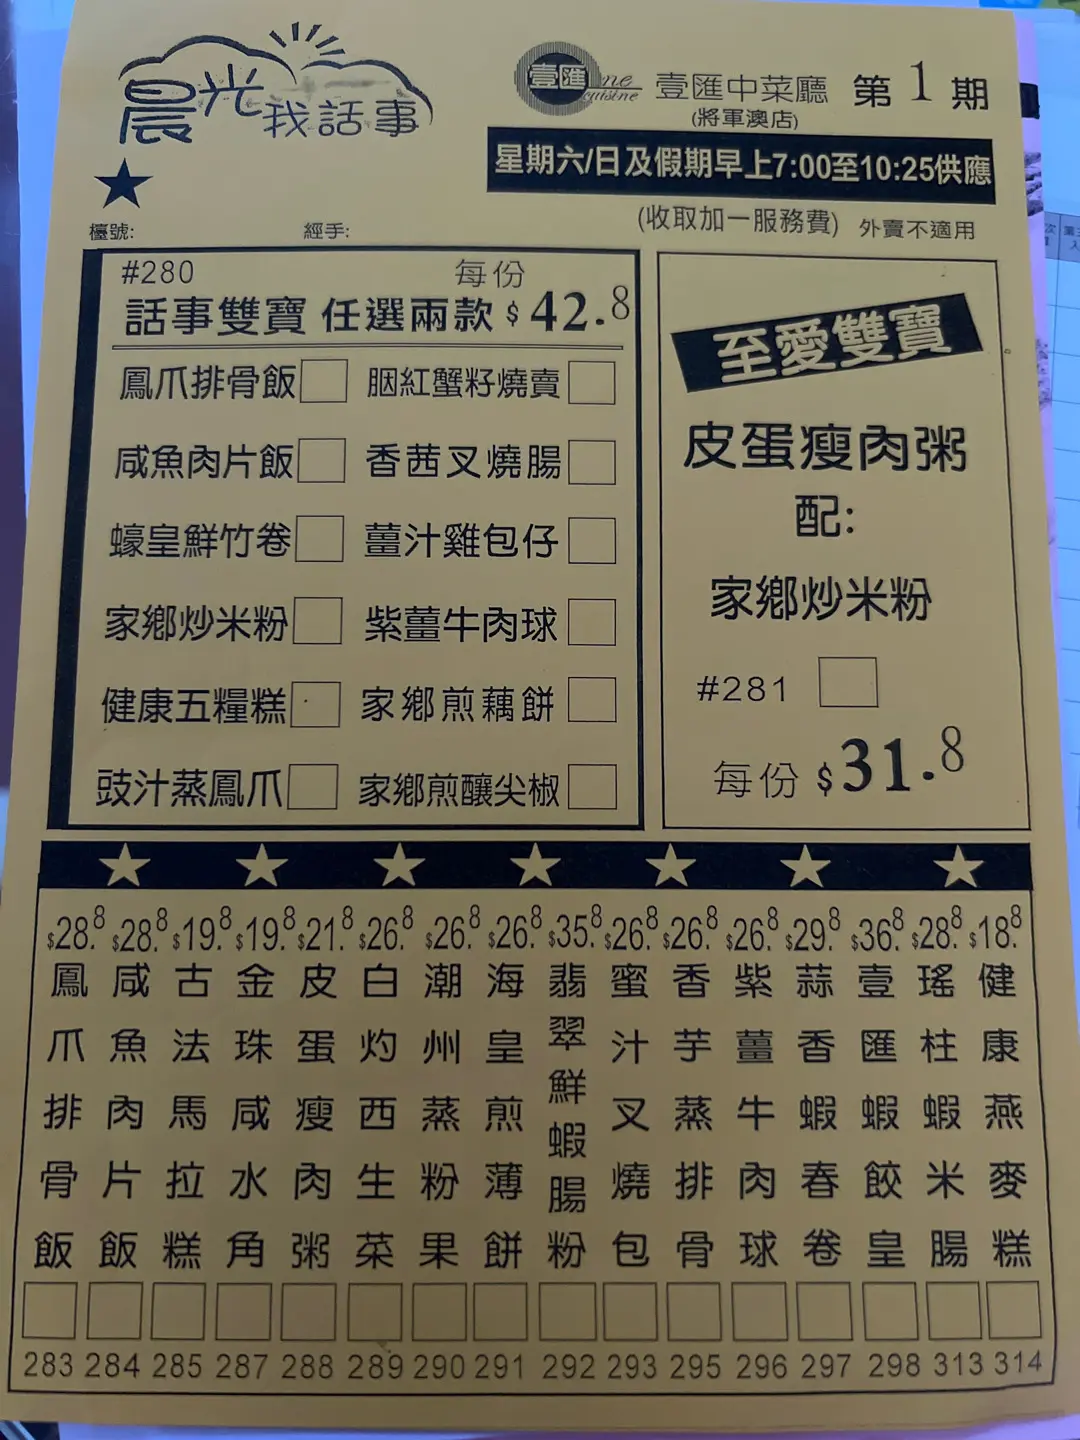 晨光我話事
壹匯 One Cuisine 壹匯中菜廳 第1期
(將軍澳店)
星期六/日及假期早上7:00至10:25供應
(收取加一服務費) 外賣不適用
檯號: 經手:
#280 每份
話事雙寶 任選兩款 $42.8
鳳爪排骨飯 胭紅蟹籽燒賣
咸魚肉片飯 香茜叉燒腸
蠔皇鮮竹卷 薑汁雞包仔
家鄉炒米粉 紫薑牛肉球
健康五糧糕 家鄉煎藕餅
豉汁蒸鳳爪 家鄉煎釀尖椒
至愛雙寶
皮蛋瘦肉粥
配:
家鄉炒米粉
#281
每份 $31.8
$28.8 鳳爪排骨飯 283
$28.8 咸魚肉片飯 284
$19.8 古法馬拉糕 285
$19.8 金珠咸水角 287
$21.8 皮蛋瘦肉粥 288
$26.8 白灼西生菜 289
$26.8 潮州蒸粉果 290
$26.8 海皇煎薄餅 291
$35.8 翡翠鮮蝦腸粉 292
$26.8 蜜汁叉燒包 293
$26.8 香芋蒸排骨 295
$26.8 紫薑牛肉球 296
$29.8 蒜香蝦春卷 297
$36.8 壹匯蝦餃皇 298
$28.8 瑤柱蝦米腸 313
$18.8 健康燕麥糕 314